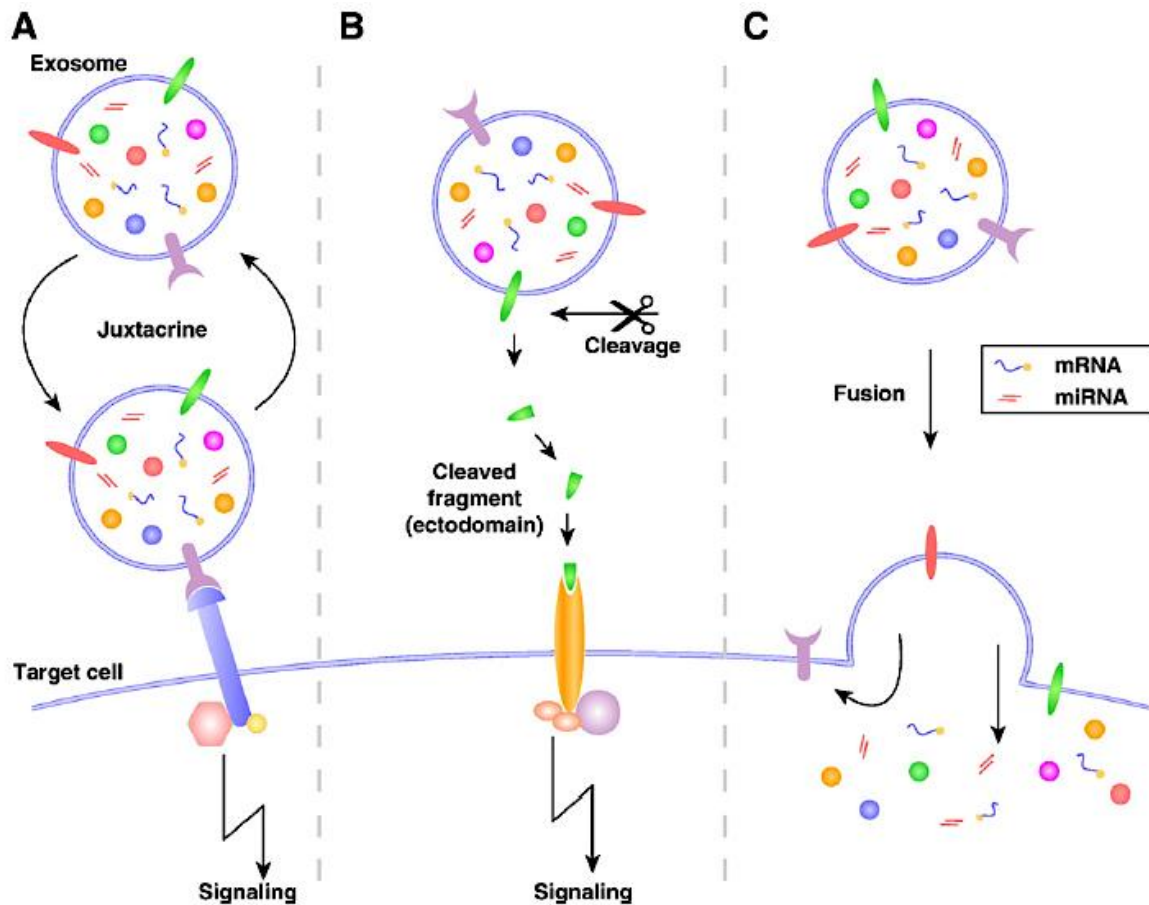 A
B
C
Exosome
Juxtacrine
Target cell
Signaling
Cleavage
Cleaved
fragment
(ectodomain)
Signaling
Fusion
mRNA
miRNA